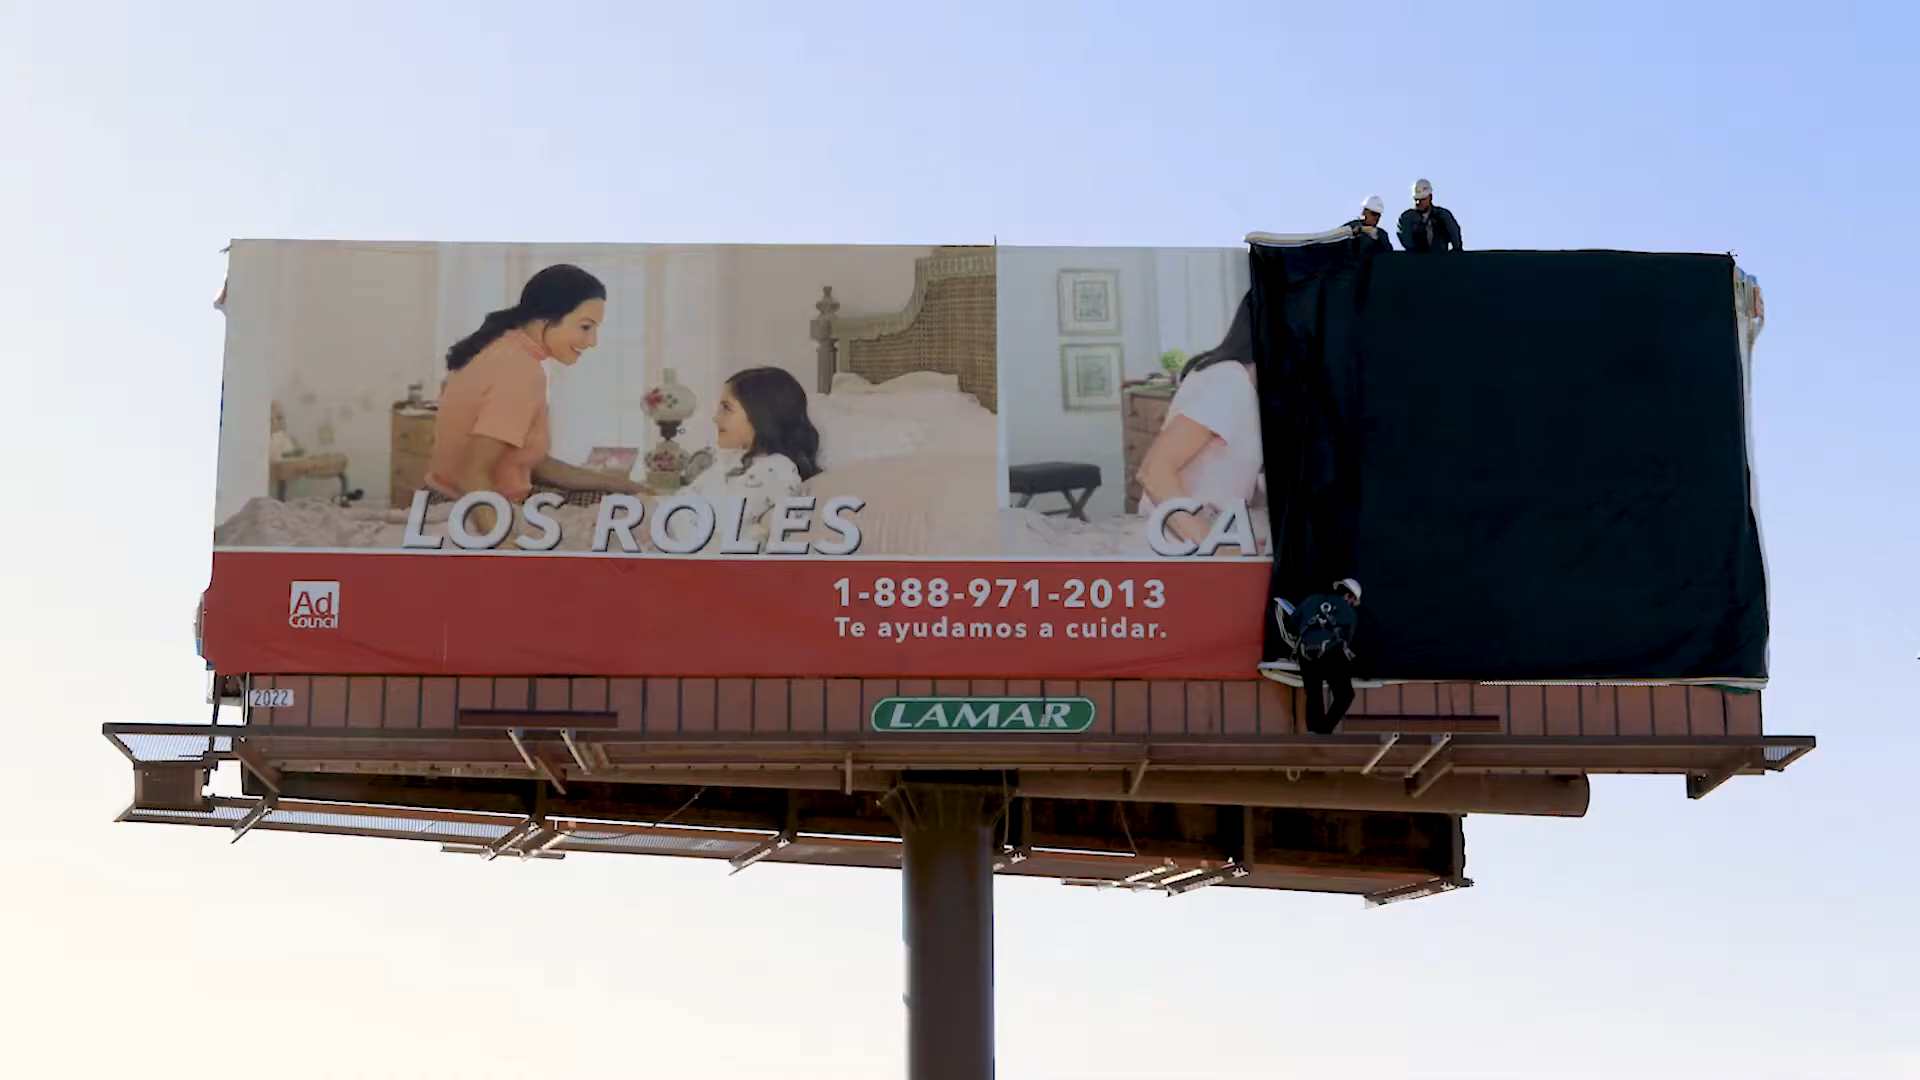 LOS ROLES CA
Ad
Council
1-888-971-2013
Te ayudamos a cuidar.
2022
LAMAR